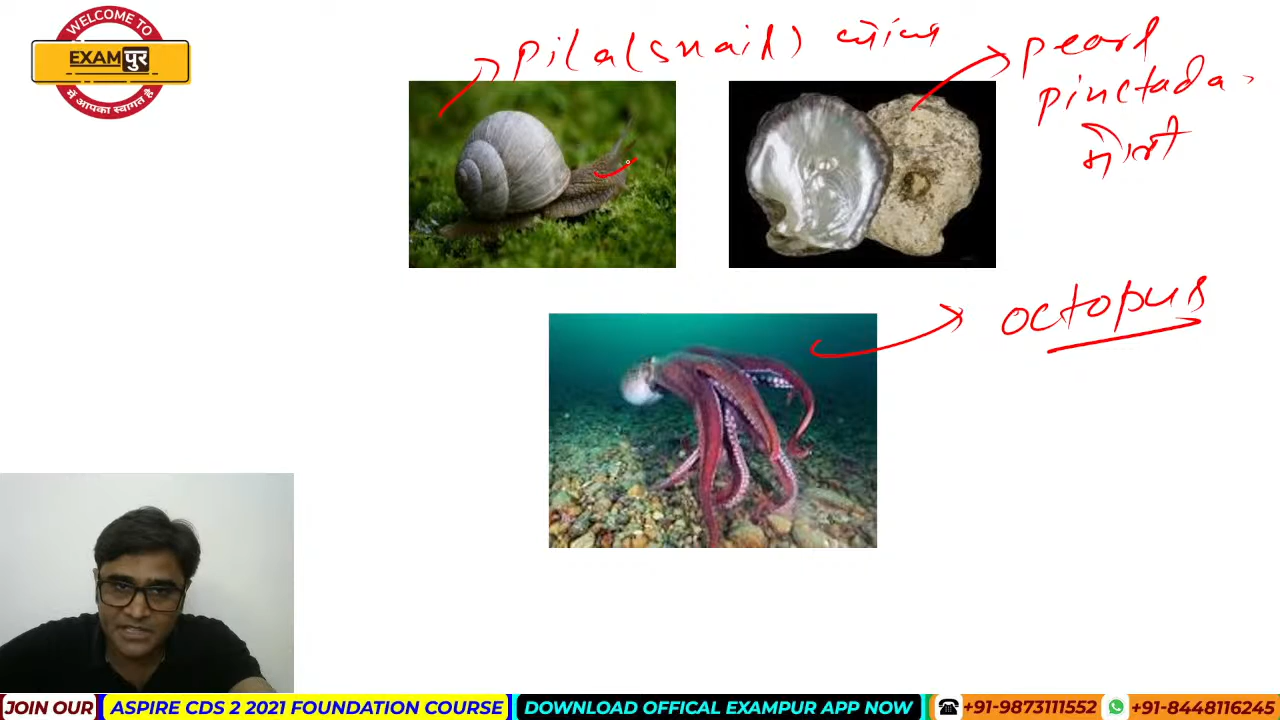 WELCOME TO
EXAMपुर
में आपका स्वागत है
Pila (snail) घोंघा
Pearl
Pinctada
मोती
octopus
JOIN OUR ASPIRE CDS 2 2021 FOUNDATION COURSE DOWNLOAD OFFICAL EXAMPUR APP NOW +91-9873111552 +91-8448116245